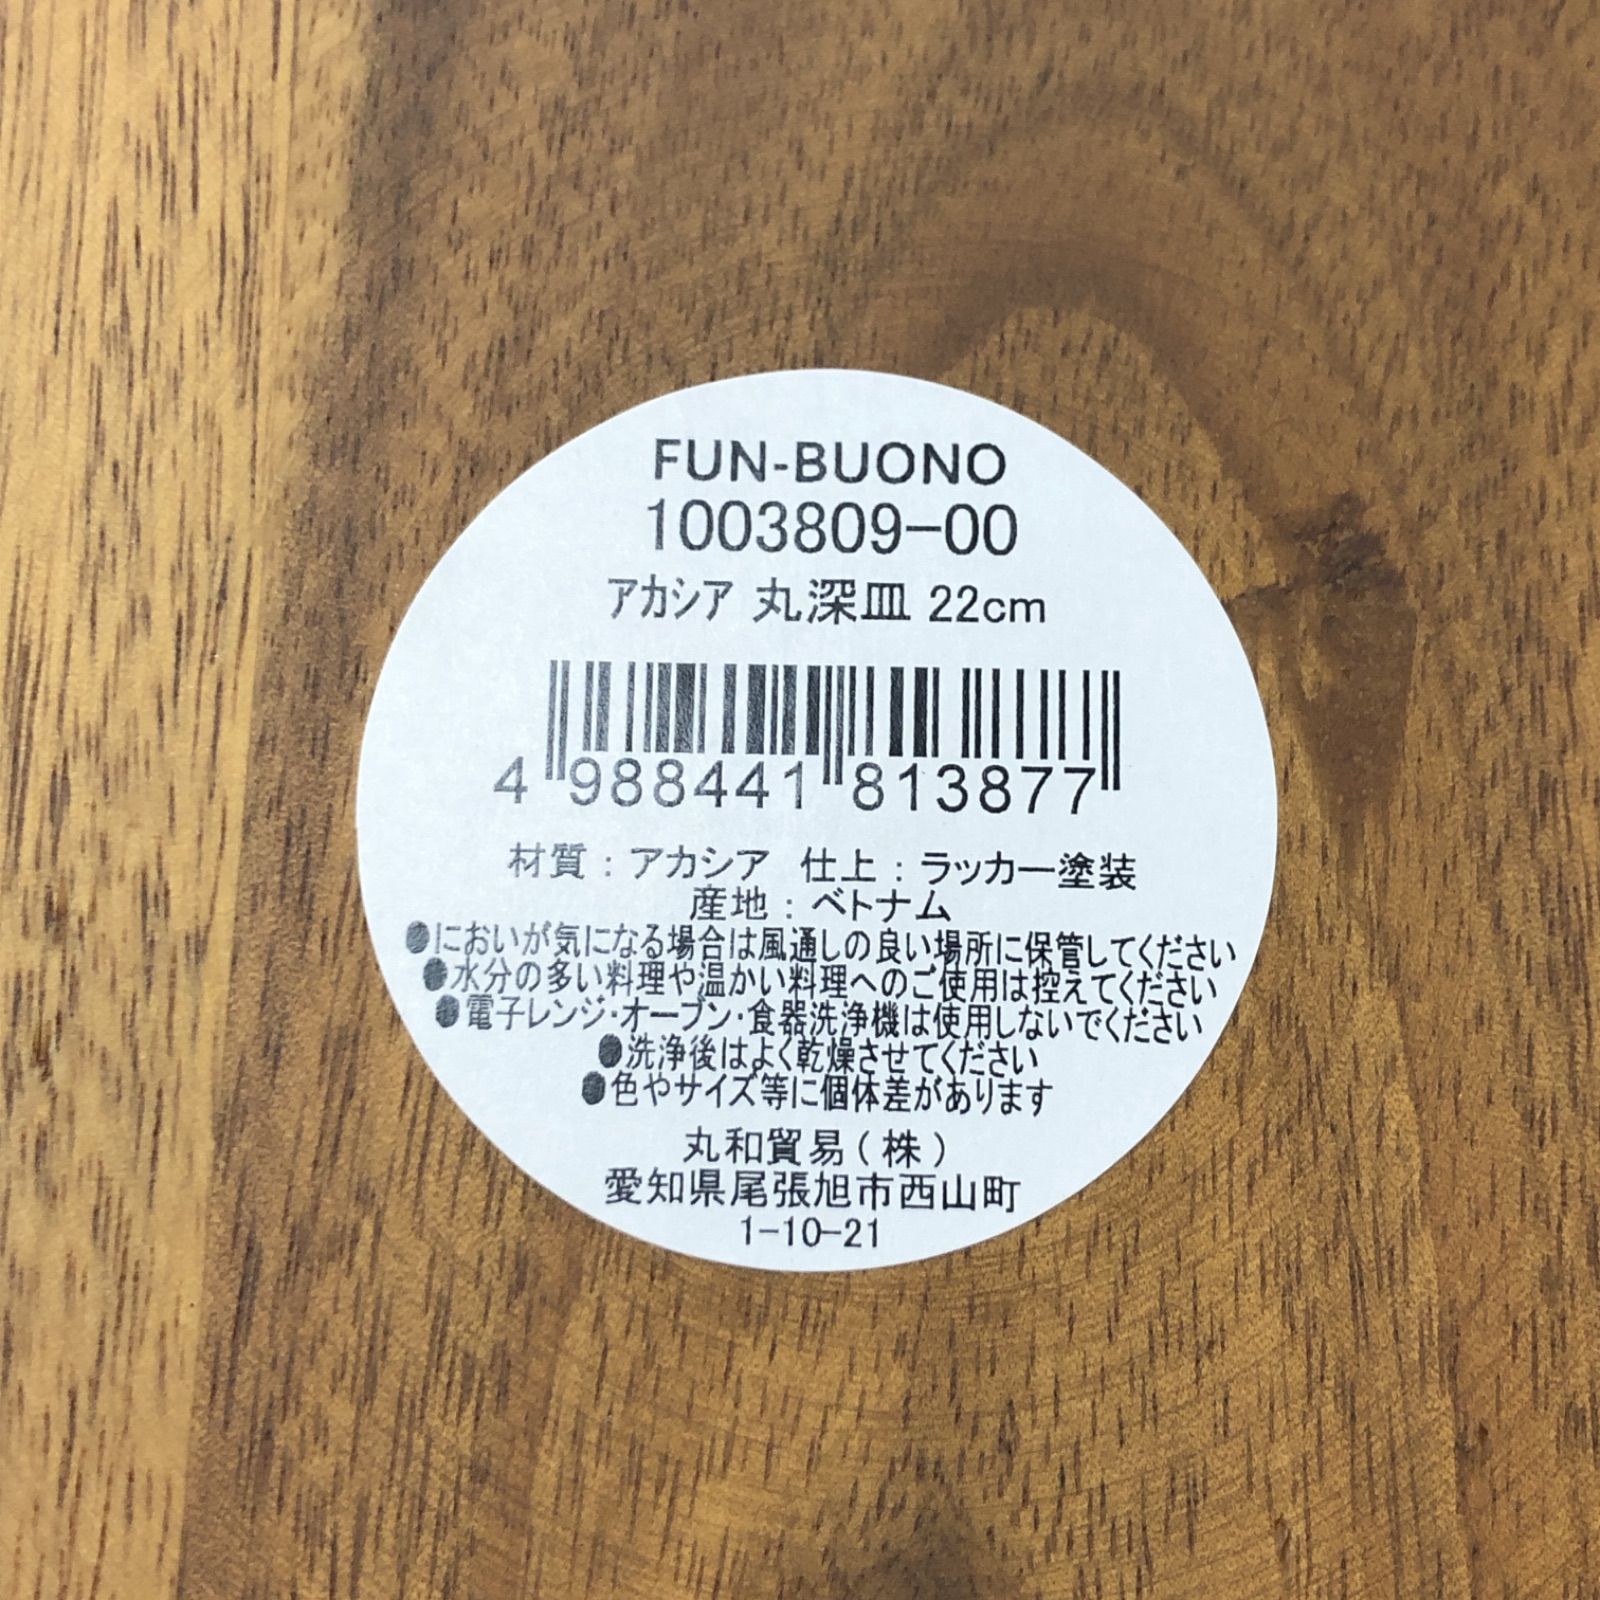 FUN-BUONO
1003809-00
アカシア 丸深皿 22cm
4 988441 813877
材質：アカシア 仕上：ラッカー塗装
産地：ベトナム
●においが気になる場合は風通しの良い場所に保管してください
●水分の多い料理や温かい料理へのご使用は控えてください
●電子レンジ・オーブン・食器洗浄機は使用しないでください
●洗浄後はよく乾燥させてください
●色やサイズ等に個体差があります
丸和貿易(株)
愛知県尾張旭市西山町
1-10-21